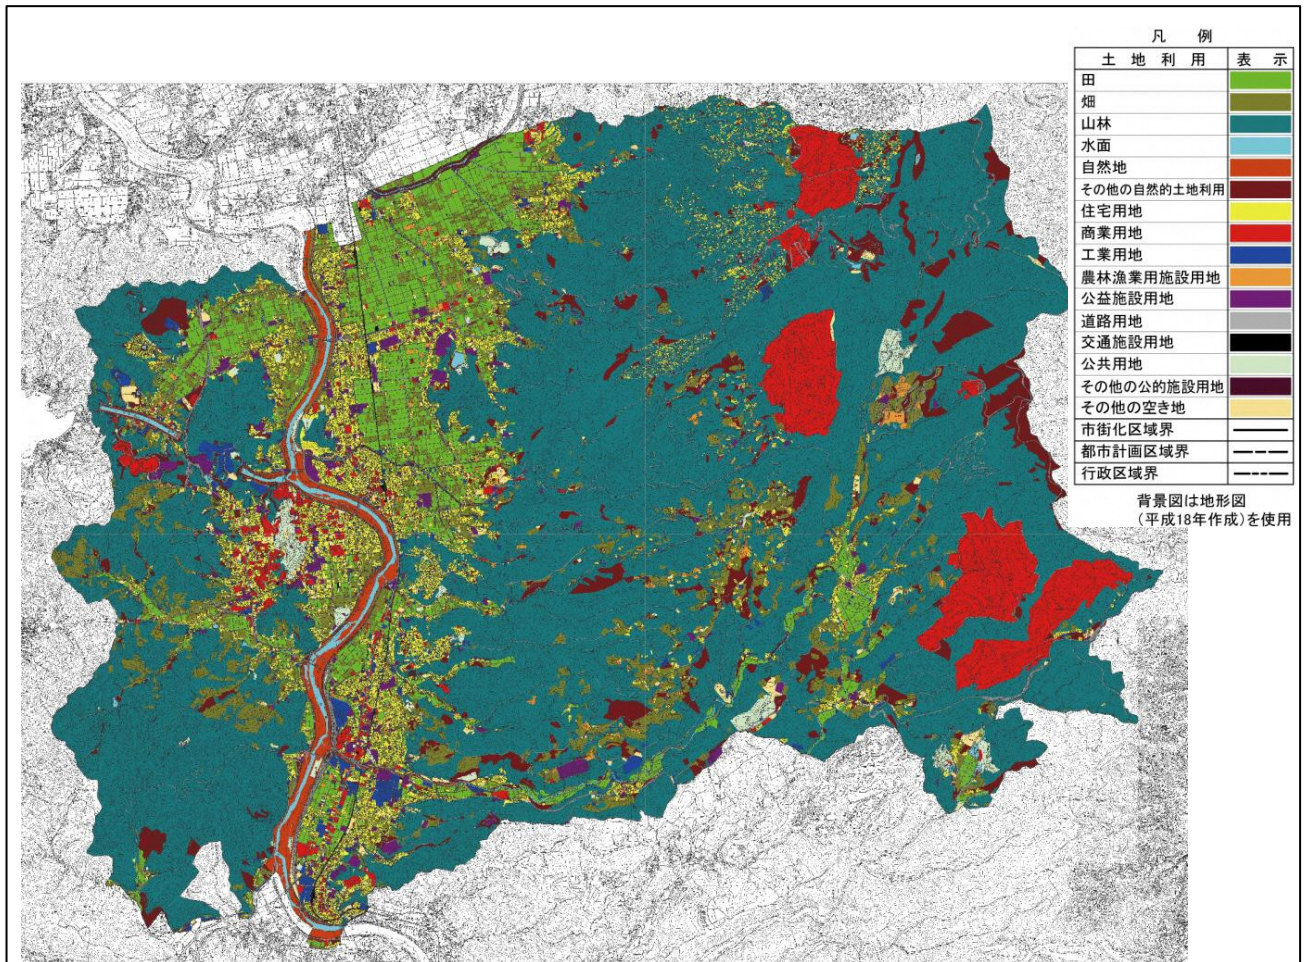 凡 例
土 地 利 用 表 示
田
畑
山林
水面
自然地
その他の自然的土地利用
住宅用地
商業用地
工業用地
農林漁業用施設用地
公益施設用地
道路用地
交通施設用地
公共用地
その他の公的施設用地
その他の空き地
市街化区域界
都市計画区域界
行政区域界
背景図は地形図
(平成18年作成)を使用